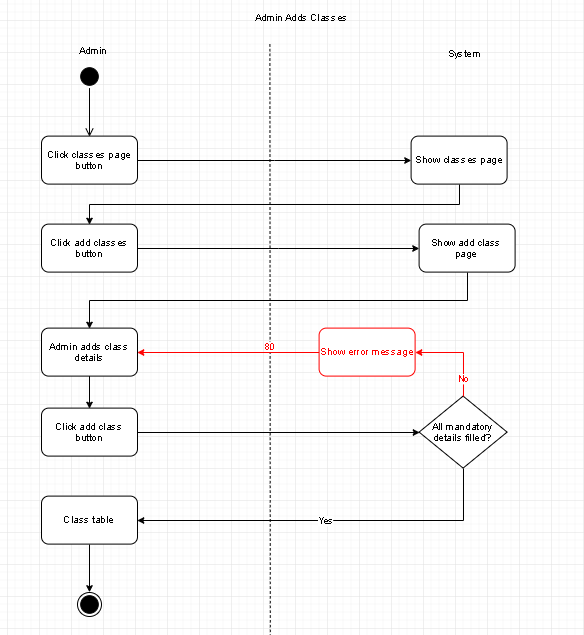 Admin Adds Classes
Admin
System
Click classes page
button
Show classes page
Click add classes
button
Show add class
page
Admin adds class
details
80
Show error message
No
Click add class
button
All mandatory
details filled?
Class table
Yes